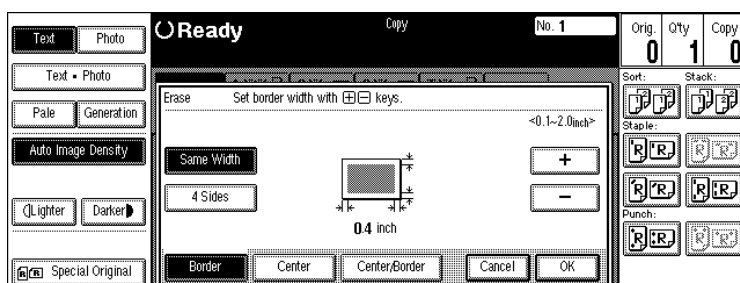 Text Photo
Text • Photo
Pale Generation
Auto Image Density
Lighter Darker
Special Original
Ready Copy No. 1
Erase Set border width with + − keys.
<0.1~2.0inch>
Same Width
4 Sides
+
−
0.4 inch
Border Center Center/Border Cancel OK
Orig. Q'ty Copy
0 1 0
Sort: Stack:
Staple:
Punch: